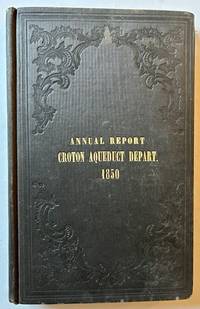 ANNUAL REPORT
CROTON AQUEDUCT DEPART.
1850